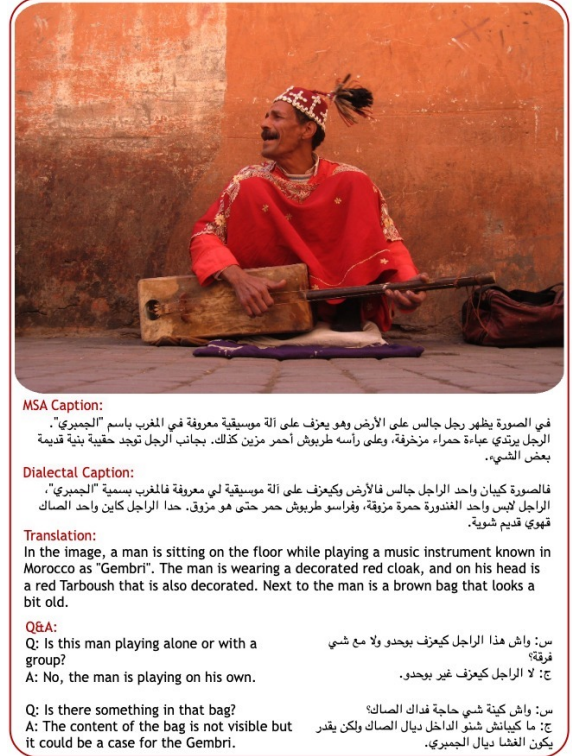 MSA Caption:
في الصورة يظهر رجل جالس على الأرض وهو يعزف على آلة موسيقية معروفة في المغرب باسم "الجمبري".
الرجل يرتدي عباءة حمراء مزخرفة، وعلى رأسه طربوش أحمر مزين كذلك. بجانب الرجل توجد حقيبة بنية قديمة
بعض الشيء.
Dialectal Caption:
فالصورة كيبان واحد الراجل جالس فالأرض وكيعزف على آلة موسيقية لي معروفة فالمغرب بسمية "الجمبري"،
الراجل لابس واحد الغندورة حمرة مزوقة، وفراسو طربوش حمر حتى هو مزوق. حدا الراجل كاين واحد الصاك
قهوي قديم شوية.
Translation:
In the image, a man is sitting on the floor while playing a music instrument known in
Morocco as "Gembri". The man is wearing a decorated red cloak, and on his head is
a red Tarboush that is also decorated. Next to the man is a brown bag that looks a
bit old.
Q&A:
Q: Is this man playing alone or with a
group?
A: No, the man is playing on his own.
س: واش هذا الراجل كيعزف بوحدو ولا مع شي
فرقة؟
ج: لا الراجل كيعزف غير بوحدو.
Q: Is there something in that bag?
A: The content of the bag is not visible but
it could be a case for the Gembri.
س: واش كينة شي حاجة فداك الصاك؟
ج: ما كيبانش شنو الداخل ديال الصاك ولكن يقدر
يكون الغشا ديال الجمبري.